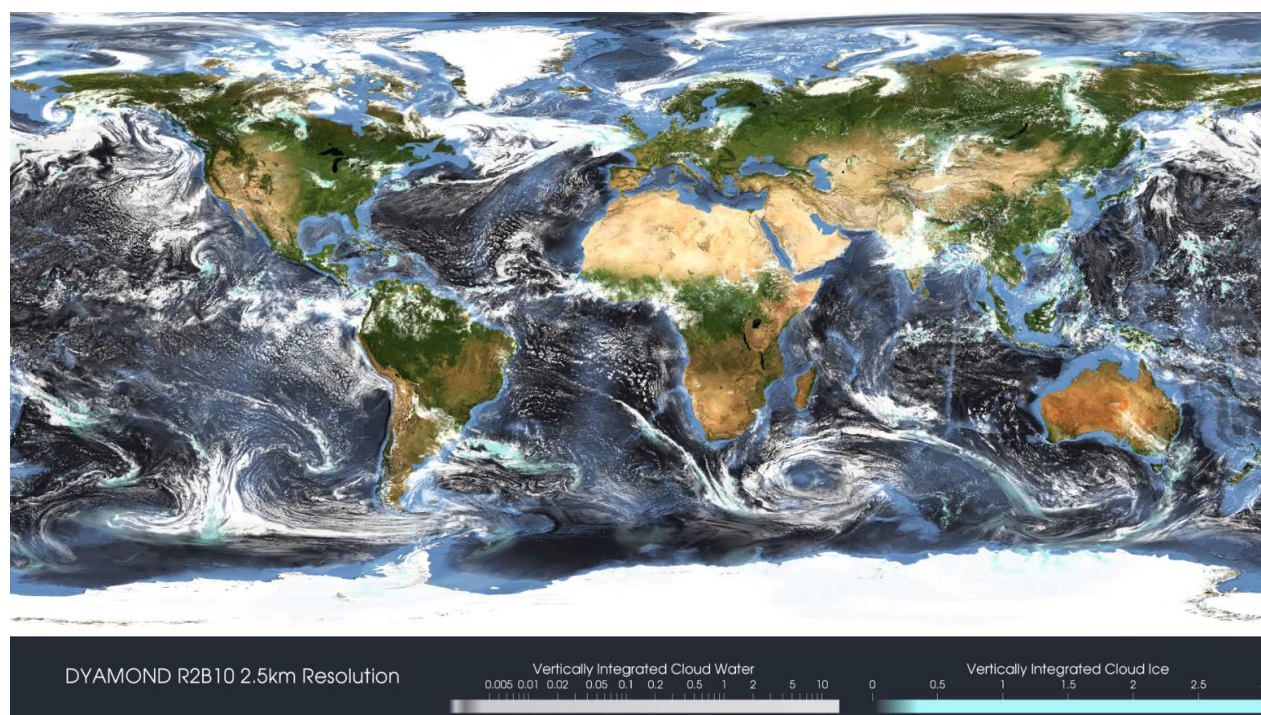 DYAMOND R2B10 2.5km Resolution
Vertically Integrated Cloud Water
0.005 0.01 0.02 0.05 0.1 0.2 0.5 1 2 5 10
Vertically Integrated Cloud Ice
0 0.5 1 1.5 2 2.5